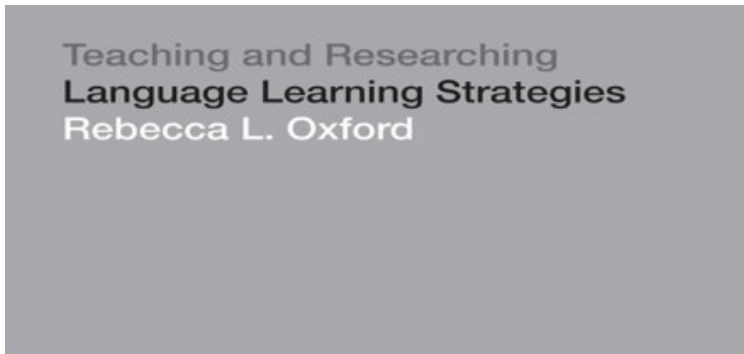 Teaching and Researching
Language Learning Strategies
Rebecca L. Oxford